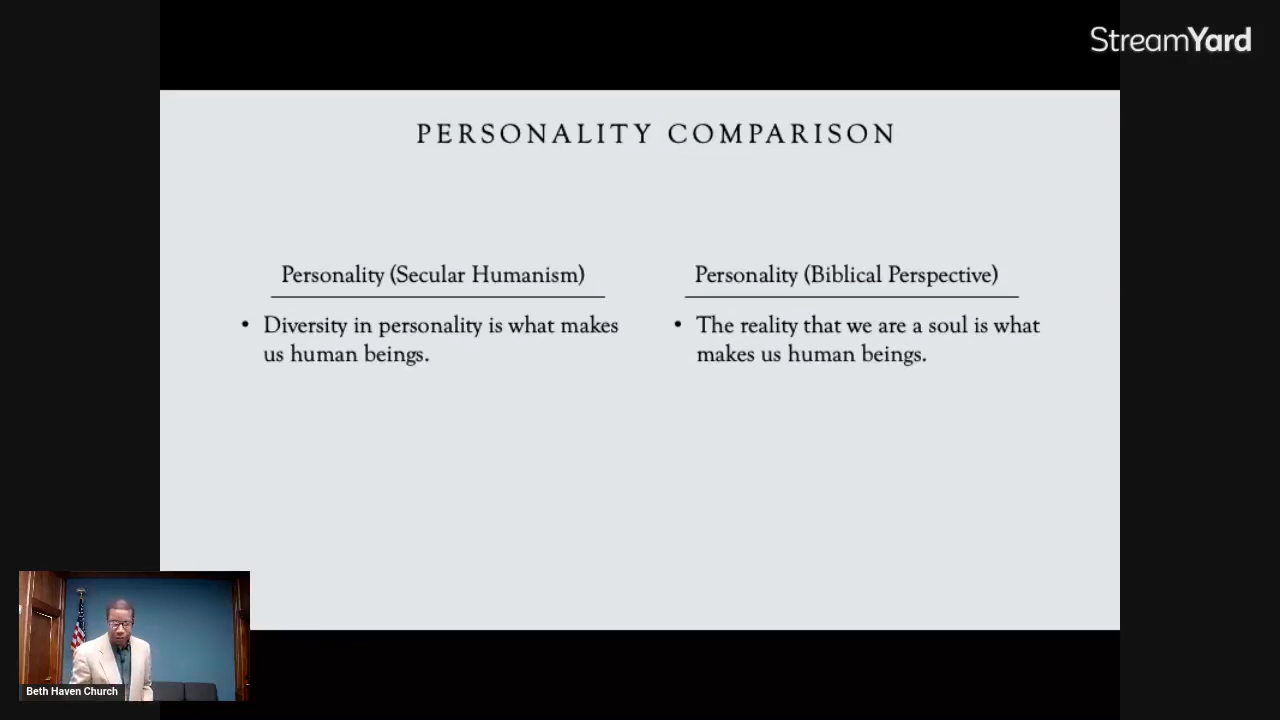 StreamYard
PERSONALITY COMPARISON
Personality (Secular Humanism)
• Diversity in personality is what makes
us human beings.
Personality (Biblical Perspective)
• The reality that we are a soul is what
makes us human beings.
Beth Haven Church